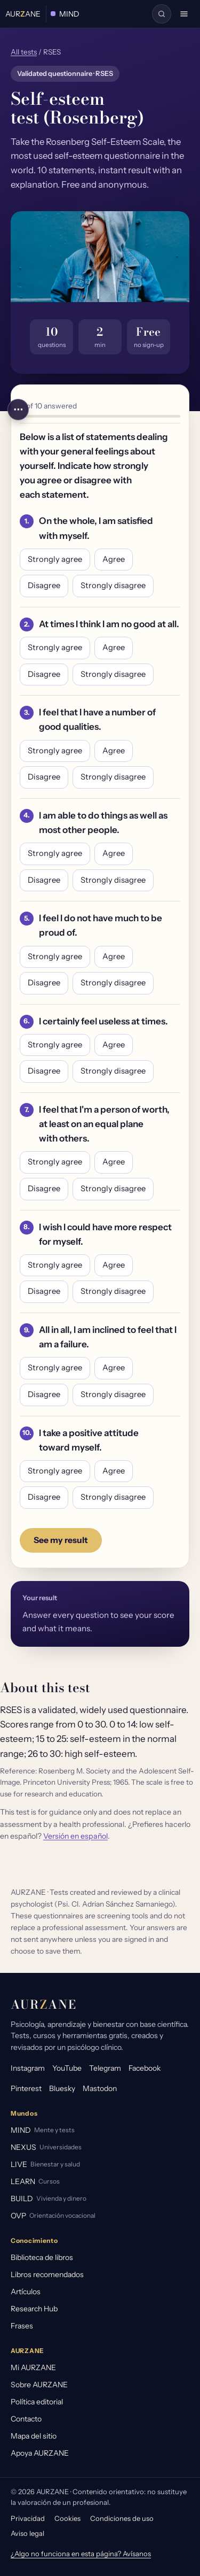 AURZANE MIND
All tests / RSES
Validated questionnaire · RSES
Self-esteem
test (Rosenberg)
Take the Rosenberg Self-Esteem Scale, the
most used self-esteem questionnaire in the
world. 10 statements, instant result with an
explanation. Free and anonymous.
10
questions
2
min
Free
no sign-up
of 10 answered
Below is a list of statements dealing
with your general feelings about
yourself. Indicate how strongly
you agree or disagree with
each statement.
1. On the whole, I am satisfied
with myself.
Strongly agree Agree
Disagree Strongly disagree
2. At times I think I am no good at all.
Strongly agree Agree
Disagree Strongly disagree
3. I feel that I have a number of
good qualities.
Strongly agree Agree
Disagree Strongly disagree
4. I am able to do things as well as
most other people.
Strongly agree Agree
Disagree Strongly disagree
5. I feel I do not have much to be
proud of.
Strongly agree Agree
Disagree Strongly disagree
6. I certainly feel useless at times.
Strongly agree Agree
Disagree Strongly disagree
7. I feel that I'm a person of worth,
at least on an equal plane
with others.
Strongly agree Agree
Disagree Strongly disagree
8. I wish I could have more respect
for myself.
Strongly agree Agree
Disagree Strongly disagree
9. All in all, I am inclined to feel that I
am a failure.
Strongly agree Agree
Disagree Strongly disagree
10. I take a positive attitude
toward myself.
Strongly agree Agree
Disagree Strongly disagree
See my result
Your result
Answer every question to see your score
and what it means.
About this test
RSES is a validated, widely used questionnaire.
Scores range from 0 to 30. 0 to 14: low self-
esteem; 15 to 25: self-esteem in the normal
range; 26 to 30: high self-esteem.
Reference: Rosenberg M. Society and the Adolescent Self-
Image. Princeton University Press; 1965. The scale is free to
use for research and education.
This test is for guidance only and does not replace an
assessment by a health professional. ¿Prefieres hacerlo
en español? Versión en español.
AURZANE · Tests created and reviewed by a clinical
psychologist (Psi. Cl. Adrian Sánchez Samaniego).
These questionnaires are screening tools and do not
replace a professional assessment. Your answers are
not sent anywhere unless you are signed in and
choose to save them.
AURZANE
Psicología, aprendizaje y bienestar con base científica.
Tests, cursos y herramientas gratis, creados y
revisados por un psicólogo clínico.
Instagram YouTube Telegram Facebook
Pinterest Bluesky Mastodon
Mundos
MIND Mente y tests
NEXUS Universidades
LIVE Bienestar y salud
LEARN Cursos
BUILD Vivienda y dinero
OVP Orientación vocacional
Conocimiento
Biblioteca de libros
Libros recomendados
Artículos
Research Hub
Frases
AURZANE
Mi AURZANE
Sobre AURZANE
Política editorial
Contacto
Mapa del sitio
Apoya AURZANE
© 2026 AURZANE · Contenido orientativo: no sustituye
la valoración de un profesional.
Privacidad Cookies Condiciones de uso
Aviso legal
¿Algo no funciona en esta página? Avísanos